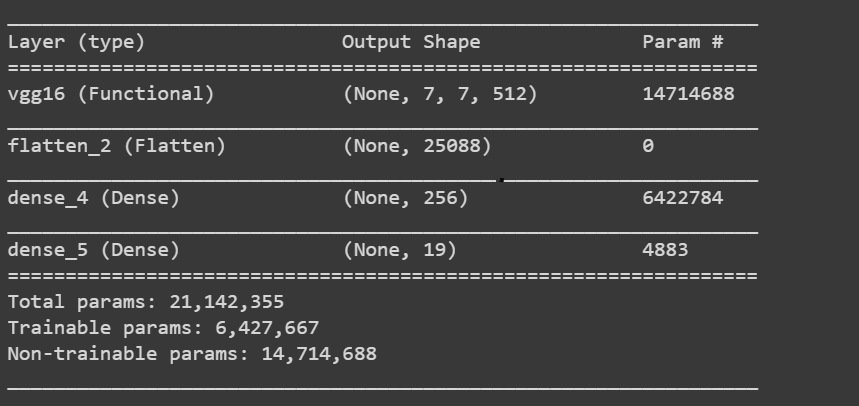 Layer (type) Output Shape Param #
vgg16 (Functional) (None, 7, 7, 512) 14714688
flatten_2 (Flatten) (None, 25088) 0
dense_4 (Dense) (None, 256) 6422784
dense_5 (Dense) (None, 19) 4883
Total params: 21,142,355
Trainable params: 6,427,667
Non-trainable params: 14,714,688